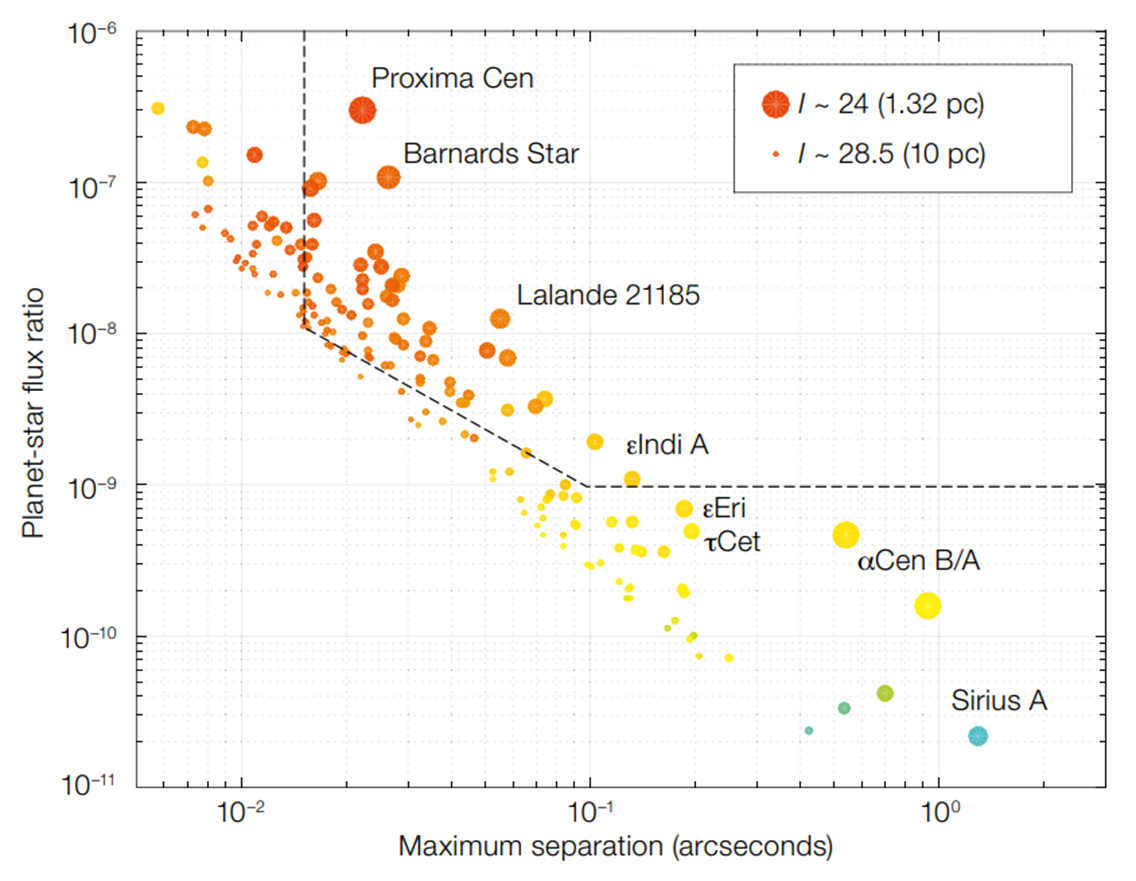 10⁻⁶
Proxima Cen
I ~ 24 (1.32 pc)
Barnards Star
I ~ 28.5 (10 pc)
10⁻⁷
Lalande 21185
10⁻⁸
Planet-star flux ratio
εIndi A
10⁻⁹
εEri
τCet
αCen B/A
10⁻¹⁰
Sirius A
10⁻¹¹
10⁻² 10⁻¹ 10⁰
Maximum separation (arcseconds)